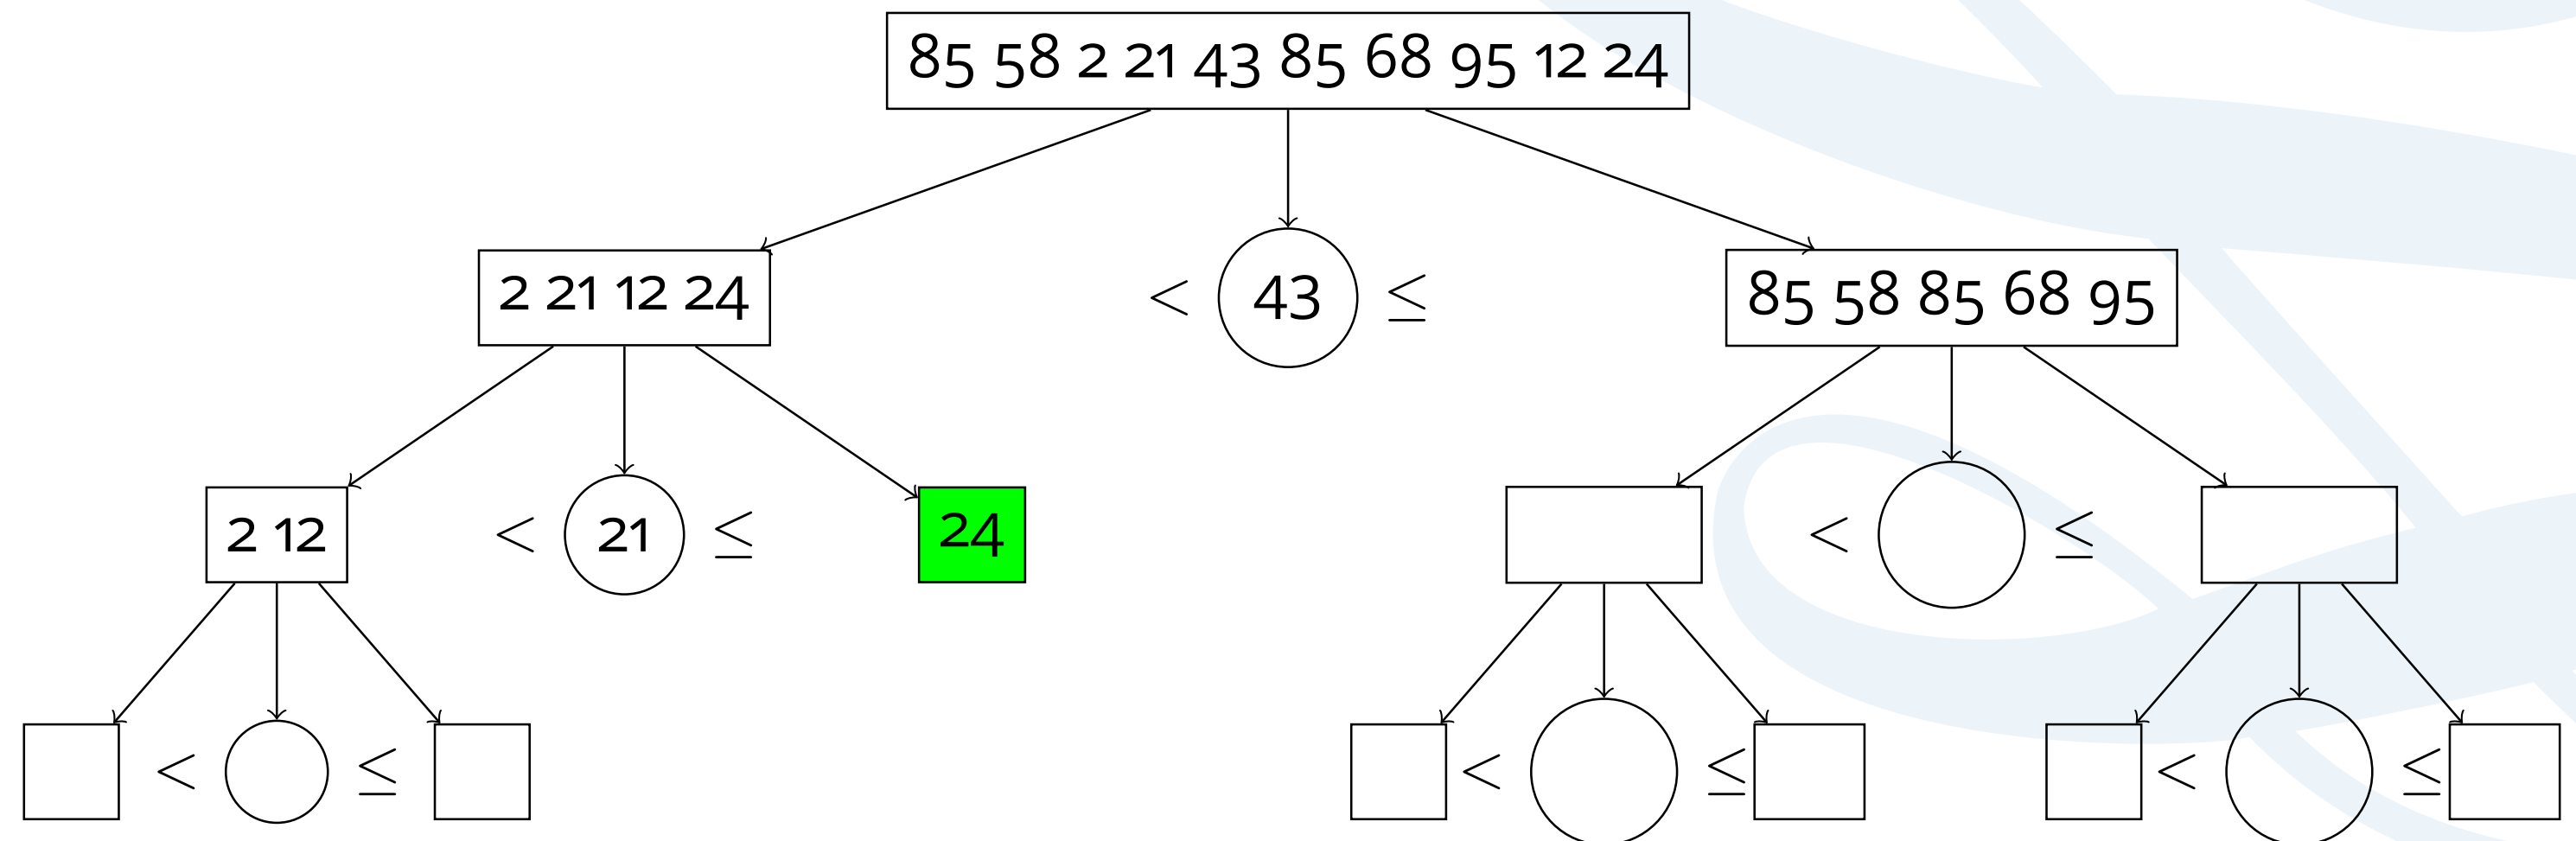 85 58 2 21 43 85 68 95 12 24
2 21 12 24 < 43 ≤ 85 58 85 68 95
2 12 < 21 ≤ 24 < ≤
< ≤ < ≤ < ≤